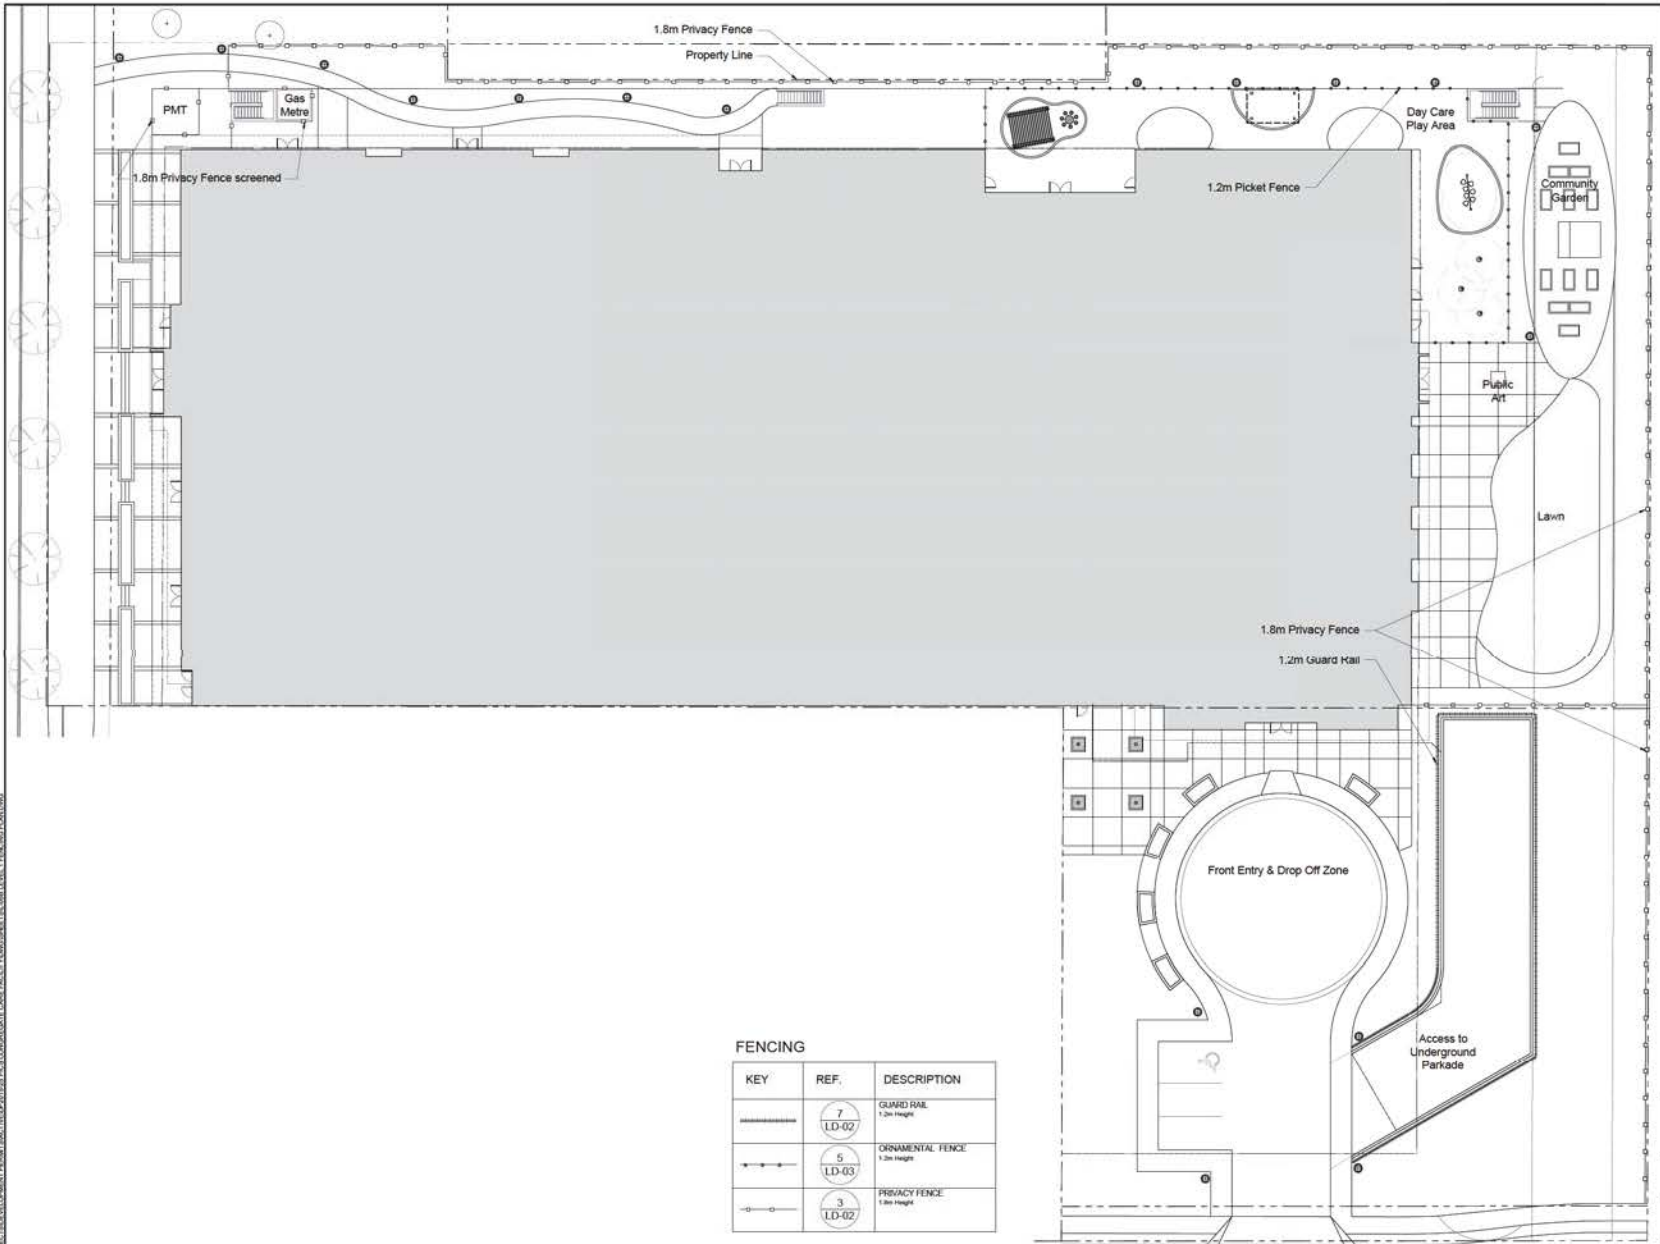 1.8m Privacy Fence
Property Line
PMT
Gas
Metre
Day Care
Play Area
1.8m Privacy Fence screened
1.2m Picket Fence
Community
Garden
Public
Art
Lawn
1.8m Privacy Fence
1.2m Guard Rail
Front Entry & Drop Off Zone
Access to
Underground
Parkade
FENCING
KEY REF. DESCRIPTION
7 LD-02 GUARD RAIL
1.2m Height
5 LD-03 ORNAMENTAL FENCE
1.2m Height
3 LD-02 PRIVACY FENCE
1.8m Height